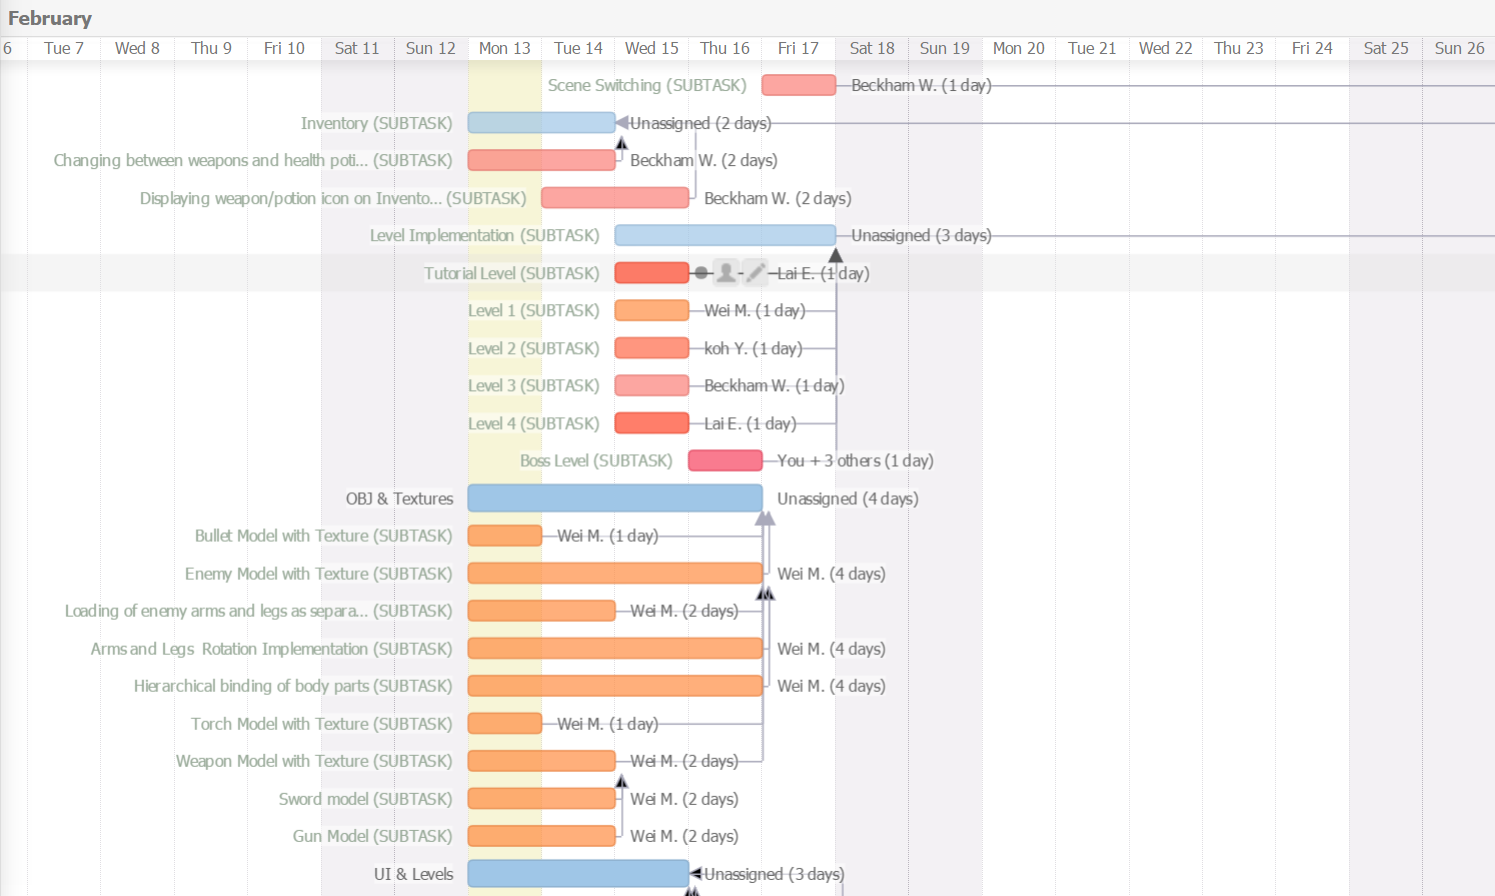 February
6 Tue 7 Wed 8 Thu 9 Fri 10 Sat 11 Sun 12 Mon 13 Tue 14 Wed 15 Thu 16 Fri 17 Sat 18 Sun 19 Mon 20 Tue 21 Wed 22 Thu 23 Fri 24 Sat 25 Sun 26
Scene Switching (SUBTASK) Beckham W. (1 day)
Inventory (SUBTASK) Unassigned (2 days)
Changing between weapons and health poti... (SUBTASK) Beckham W. (2 days)
Displaying weapon/potion icon on Invento... (SUBTASK) Beckham W. (2 days)
Level Implementation (SUBTASK) Unassigned (3 days)
Tutorial Level (SUBTASK) Lai E. (1 day)
Level 1 (SUBTASK) Wei M. (1 day)
Level 2 (SUBTASK) koh Y. (1 day)
Level 3 (SUBTASK) Beckham W. (1 day)
Level 4 (SUBTASK) Lai E. (1 day)
Boss Level (SUBTASK) You + 3 others (1 day)
OBJ & Textures Unassigned (4 days)
Bullet Model with Texture (SUBTASK) Wei M. (1 day)
Enemy Model with Texture (SUBTASK) Wei M. (4 days)
Loading of enemy arms and legs as separa... (SUBTASK) Wei M. (2 days)
Arms and Legs Rotation Implementation (SUBTASK) Wei M. (4 days)
Hierarchical binding of body parts (SUBTASK) Wei M. (4 days)
Torch Model with Texture (SUBTASK) Wei M. (1 day)
Weapon Model with Texture (SUBTASK) Wei M. (2 days)
Sword model (SUBTASK) Wei M. (2 days)
Gun Model (SUBTASK) Wei M. (2 days)
UI & Levels Unassigned (3 days)